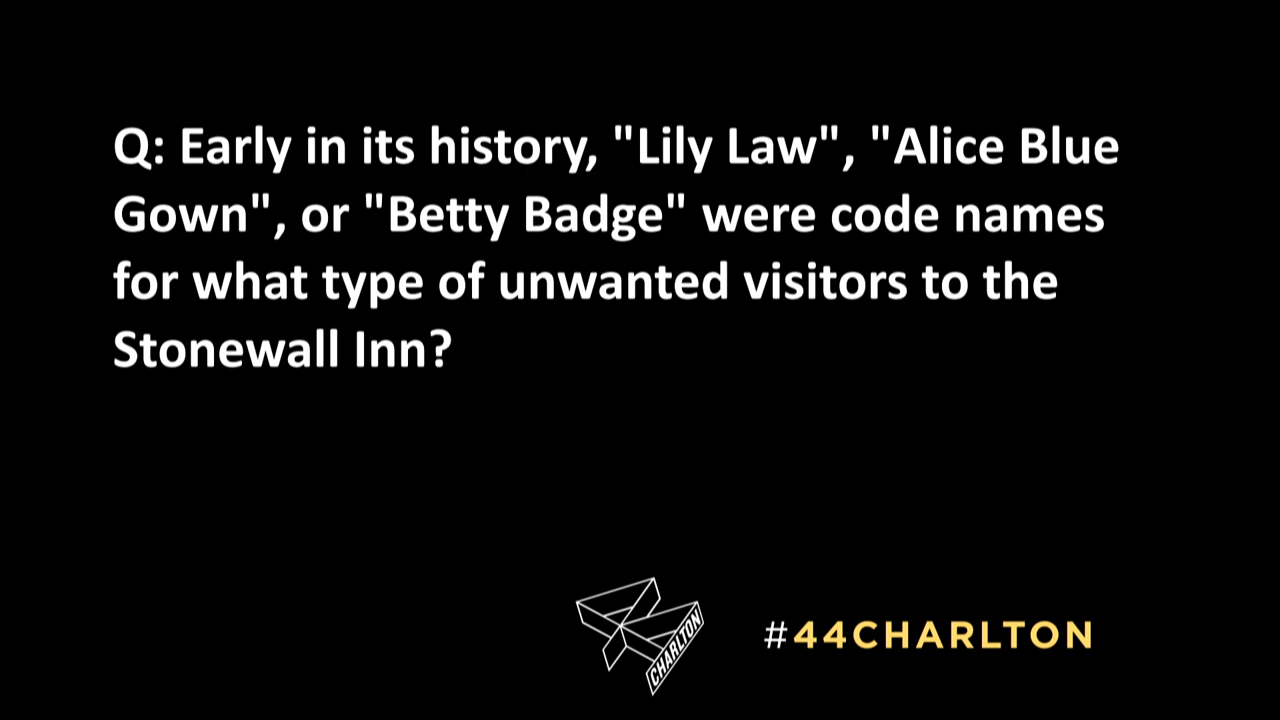 Q: Early in its history, "Lily Law", "Alice Blue
Gown", or "Betty Badge" were code names
for what type of unwanted visitors to the
Stonewall Inn?
CHARLTON
#44CHARLTON